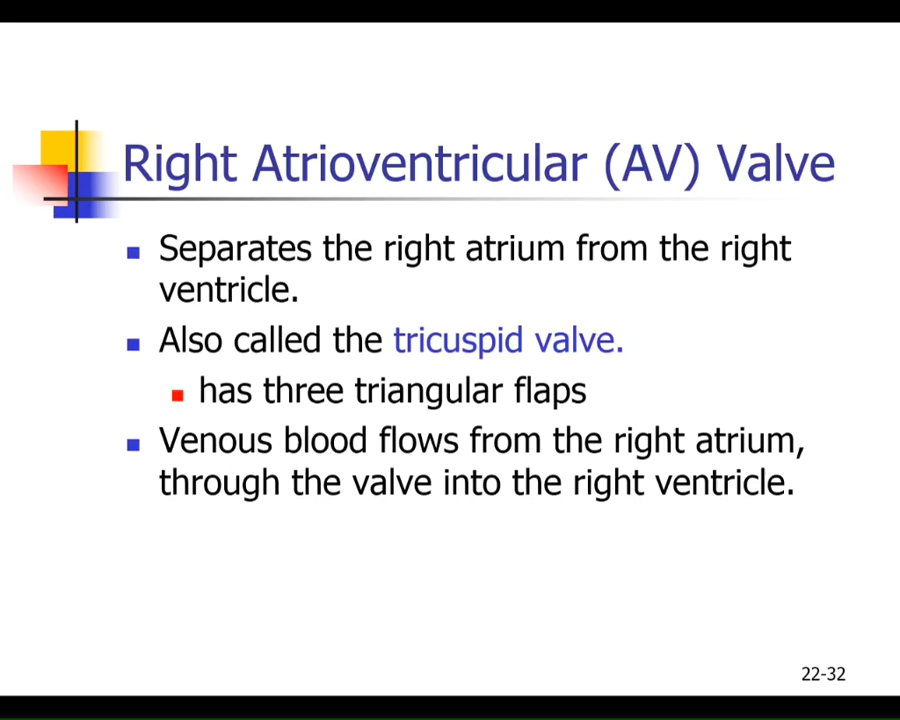 Right Atrioventricular (AV) Valve
Separates the right atrium from the right
ventricle.
Also called the tricuspid valve.
has three triangular flaps
Venous blood flows from the right atrium,
through the valve into the right ventricle.
22-32